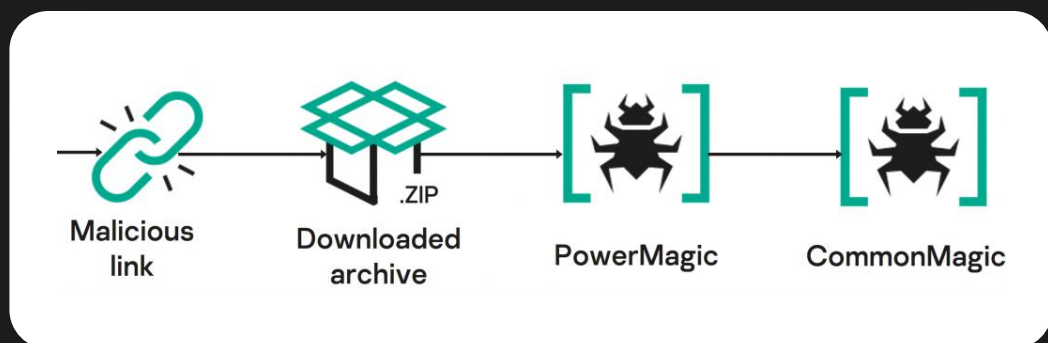 Malicious
link
.ZIP
Downloaded
archive
PowerMagic
CommonMagic